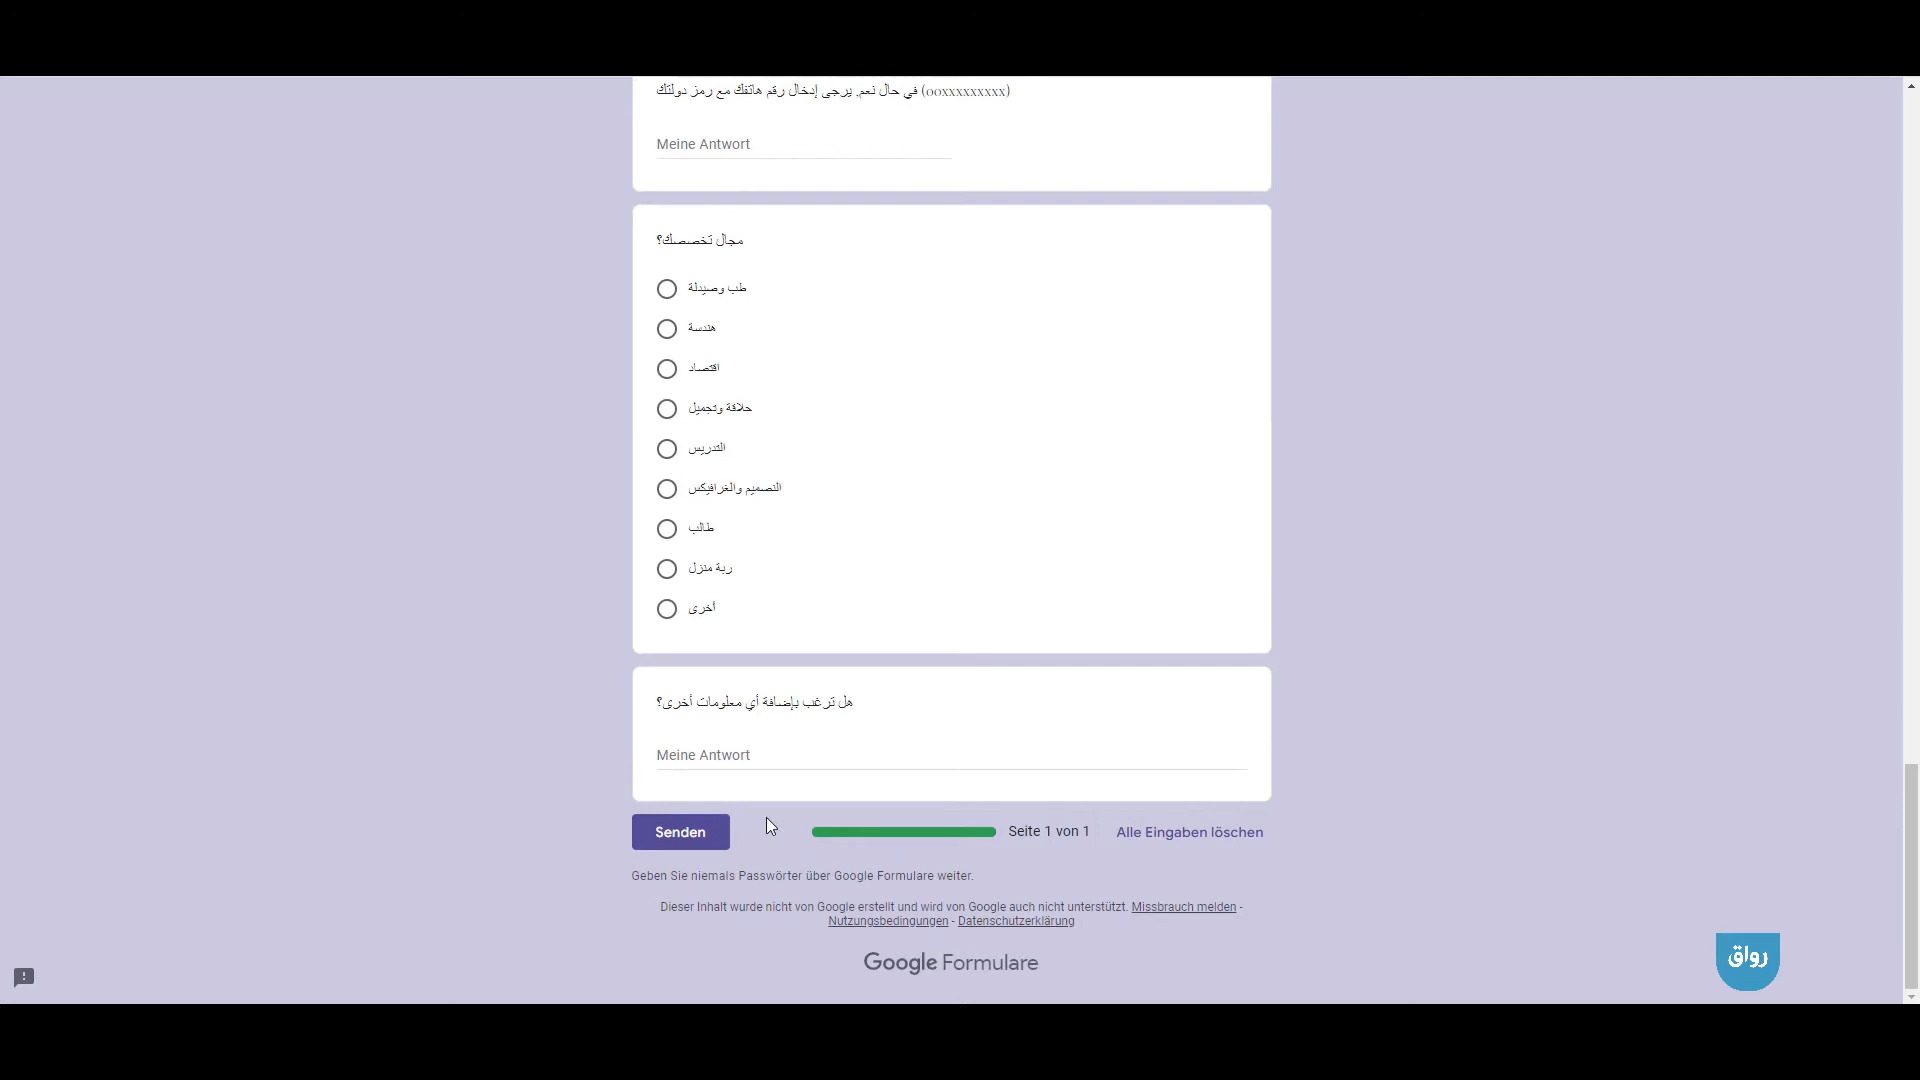 في حال نعم, يرجى إدخال رقم هاتفك مع رمز دولتك (00xxxxxxxxx)
Meine Antwort
مجال تخصصك؟
طب وصيدلة
هندسة
اقتصاد
حلاقة وتجميل
التدريس
التصميم والغرافيكس
طالب
ربة منزل
أخرى
هل ترغب بإضافة أي معلومات أخرى؟
Meine Antwort
Senden
Seite 1 von 1
Alle Eingaben löschen
Geben Sie niemals Passwörter über Google Formulare weiter.
Dieser Inhalt wurde nicht von Google erstellt und wird von Google auch nicht unterstützt. Missbrauch melden -
Nutzungsbedingungen - Datenschutzerklärung
Google Formulare
رواق